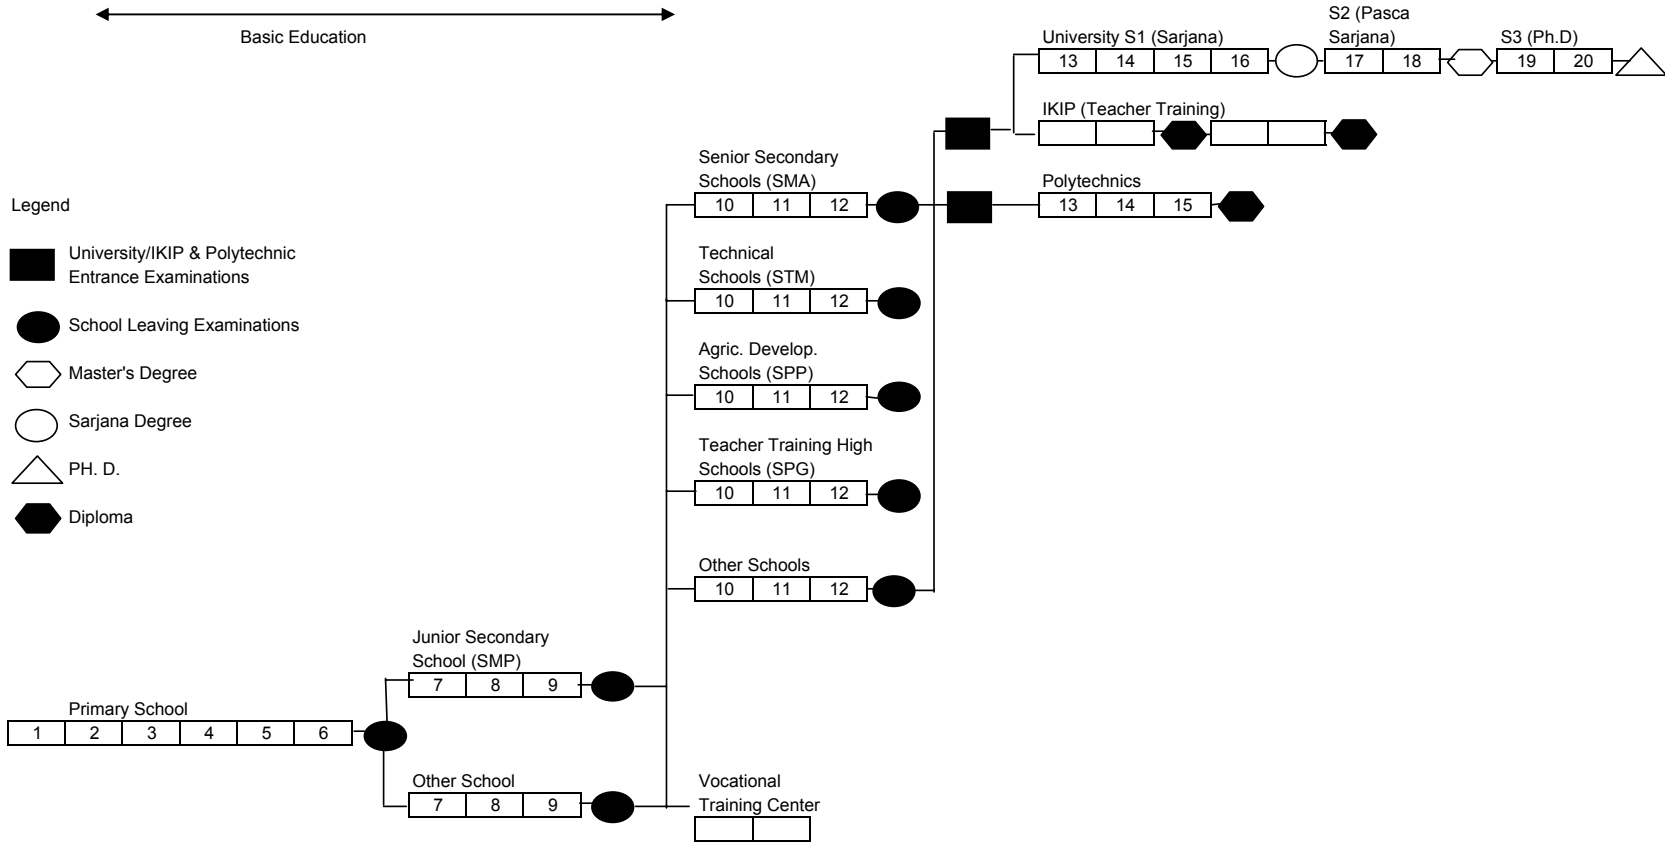 Basic Education
S2 (Pasca
Sarjana)
University S1 (Sarjana)
S3 (Ph.D)
13 14 15 16
17 18
19 20
IKIP (Teacher Training)
Senior Secondary
Schools (SMA)
10 11 12
Polytechnics
13 14 15
Legend
University/IKIP & Polytechnic
Entrance Examinations
School Leaving Examinations
Master's Degree
Sarjana Degree
PH. D.
Diploma
Technical
Schools (STM)
10 11 12
Agric. Develop.
Schools (SPP)
10 11 12
Teacher Training High
Schools (SPG)
10 11 12
Other Schools
10 11 12
Junior Secondary
School (SMP)
7 8 9
Primary School
1 2 3 4 5 6
Other School
7 8 9
Vocational
Training Center